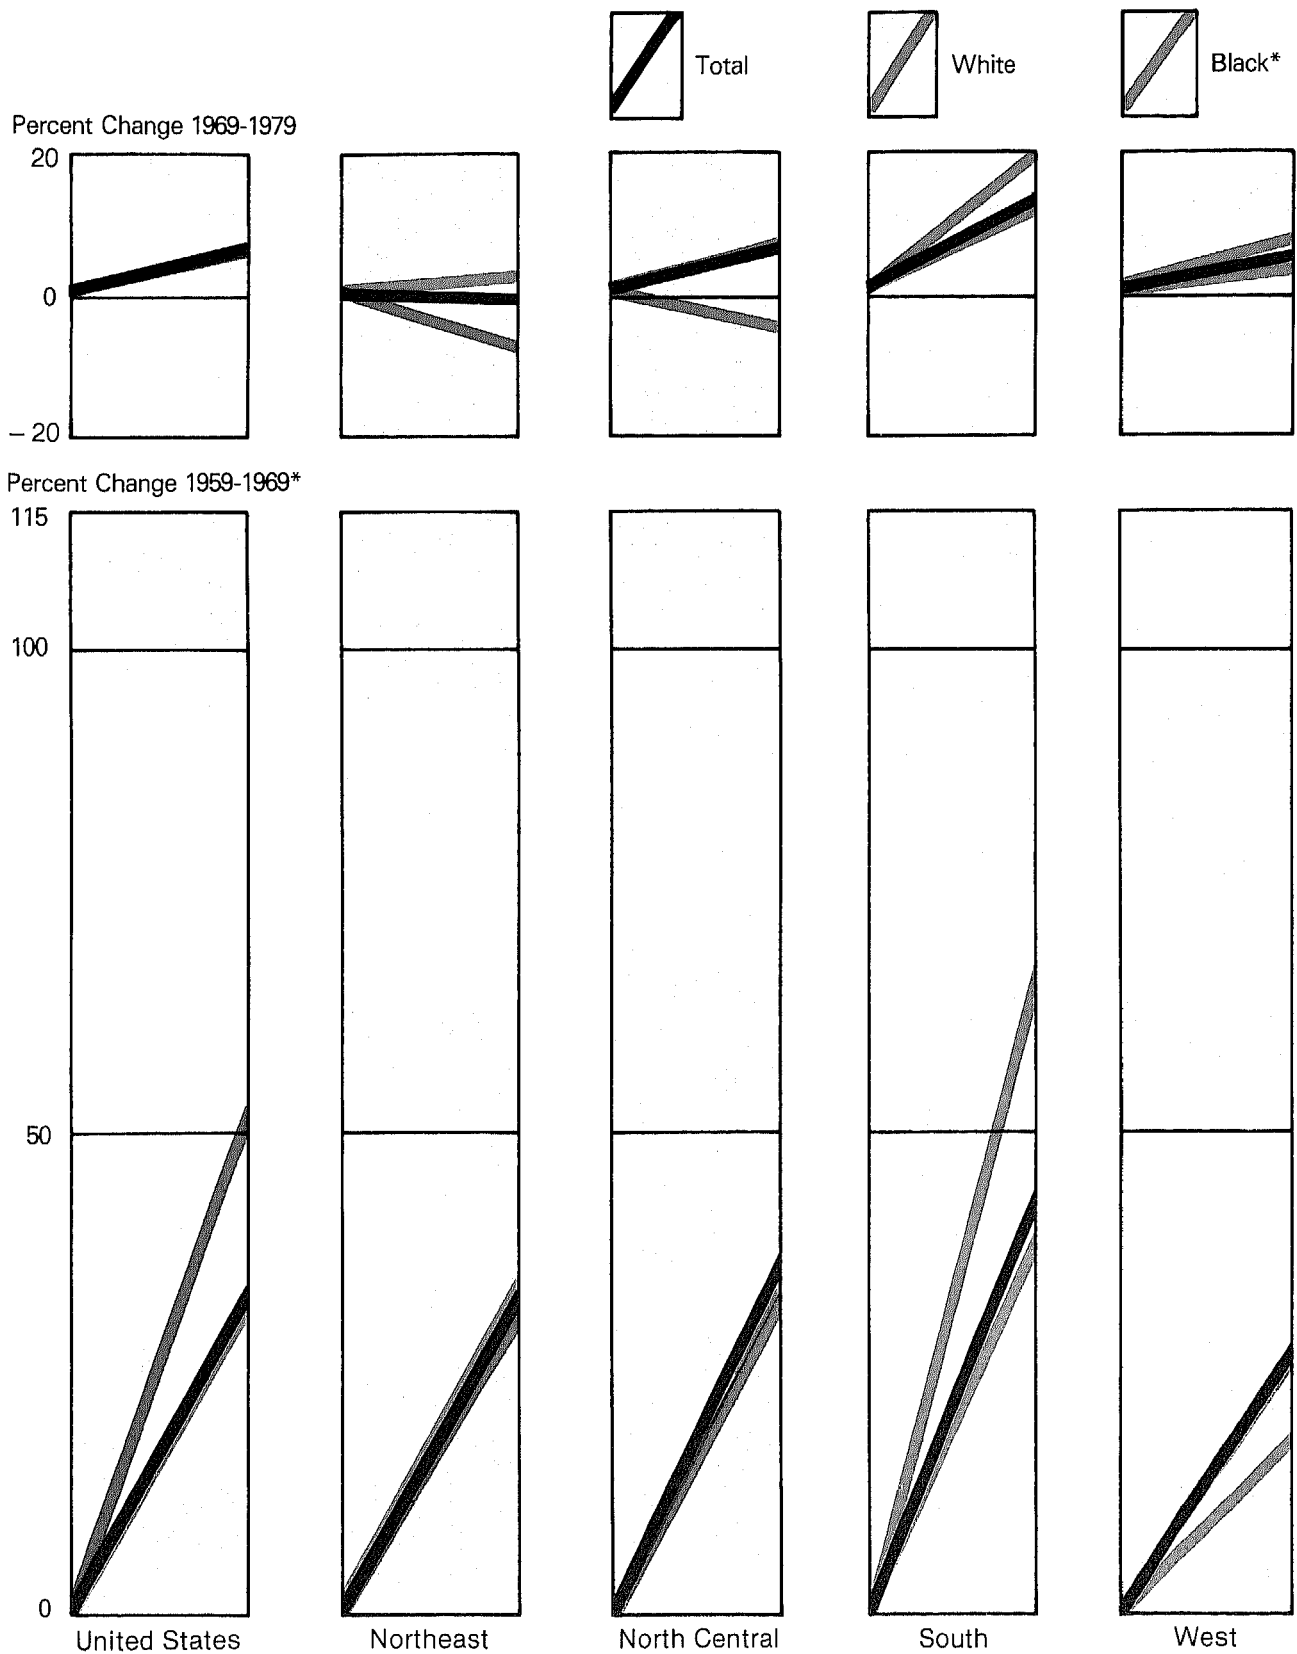 Total
White
Black*
Percent Change 1969-1979
20
0
– 20
Percent Change 1959-1969*
115
100
50
0
United States
Northeast
North Central
South
West